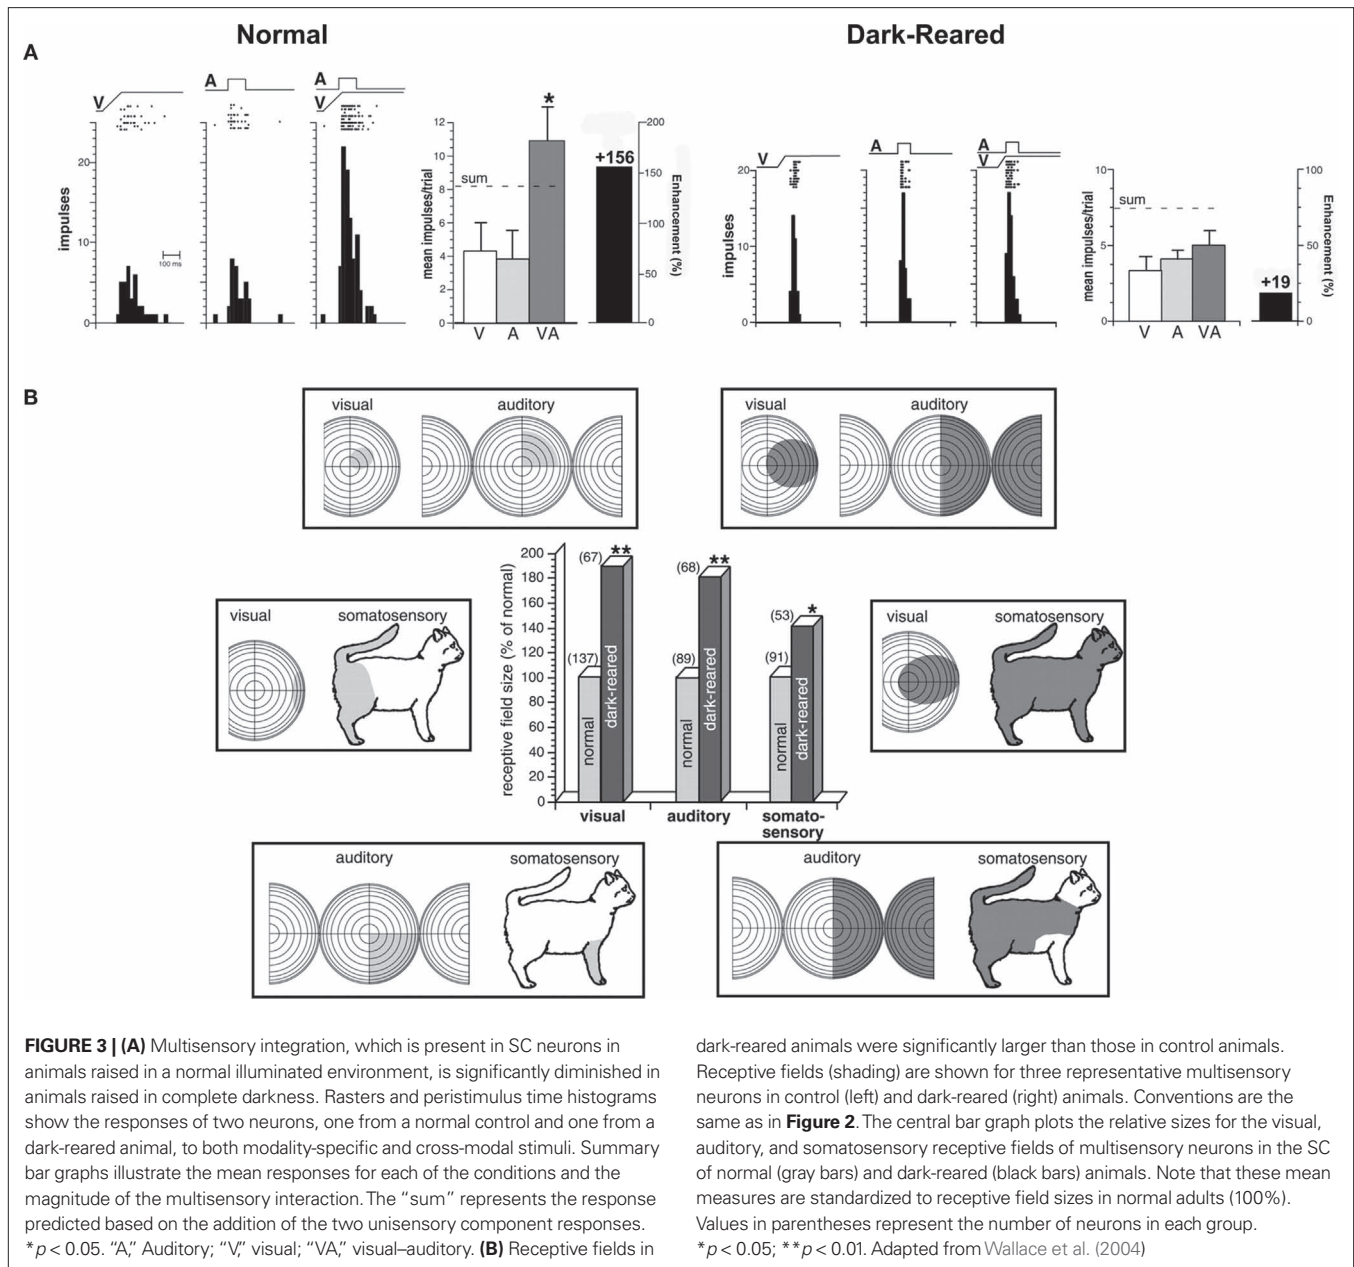 Normal
Dark-Reared
A
V
A
A
V
20
10
0
impulses
100 ms
12
10
8
6
4
2
0
mean impulses/trial
sum
*
V A VA
+156
200
150
100
50
0
Enhancement (%)
V
A
A
V
20
10
0
impulses
10
5
0
mean impulses/trial
sum
V A VA
+19
100
50
0
Enhancement (%)
B
visual auditory
visual auditory
visual somatosensory
visual somatosensory
receptive field size (% of normal)
200
180
160
140
120
100
80
60
40
20
0
(67) **
(68) **
(53) *
(137)
(89)
(91)
normal
dark-reared
normal
dark-reared
normal
dark-reared
visual auditory somato-
sensory
auditory somatosensory
auditory somatosensory
FIGURE 3 | (A) Multisensory integration, which is present in SC neurons in
animals raised in a normal illuminated environment, is significantly diminished in
animals raised in complete darkness. Rasters and peristimulus time histograms
show the responses of two neurons, one from a normal control and one from a
dark-reared animal, to both modality-specific and cross-modal stimuli. Summary
bar graphs illustrate the mean responses for each of the conditions and the
magnitude of the multisensory interaction. The “sum” represents the response
predicted based on the addition of the two unisensory component responses.
*p < 0.05. “A,” Auditory; “V,” visual; “VA,” visual–auditory. (B) Receptive fields in
dark-reared animals were significantly larger than those in control animals.
Receptive fields (shading) are shown for three representative multisensory
neurons in control (left) and dark-reared (right) animals. Conventions are the
same as in Figure 2. The central bar graph plots the relative sizes for the visual,
auditory, and somatosensory receptive fields of multisensory neurons in the SC
of normal (gray bars) and dark-reared (black bars) animals. Note that these mean
measures are standardized to receptive field sizes in normal adults (100%).
Values in parentheses represent the number of neurons in each group.
*p < 0.05; **p < 0.01. Adapted from Wallace et al. (2004)